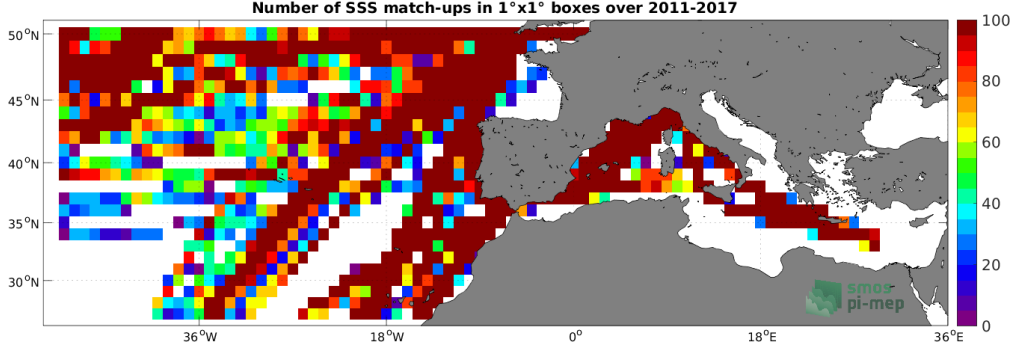 Number of SSS match-ups in 1°x1° boxes over 2011-2017
50°N
45°N
40°N
35°N
30°N
36°W
18°W
0°
18°E
36°E
100
80
60
40
20
0
smos
pi-mep